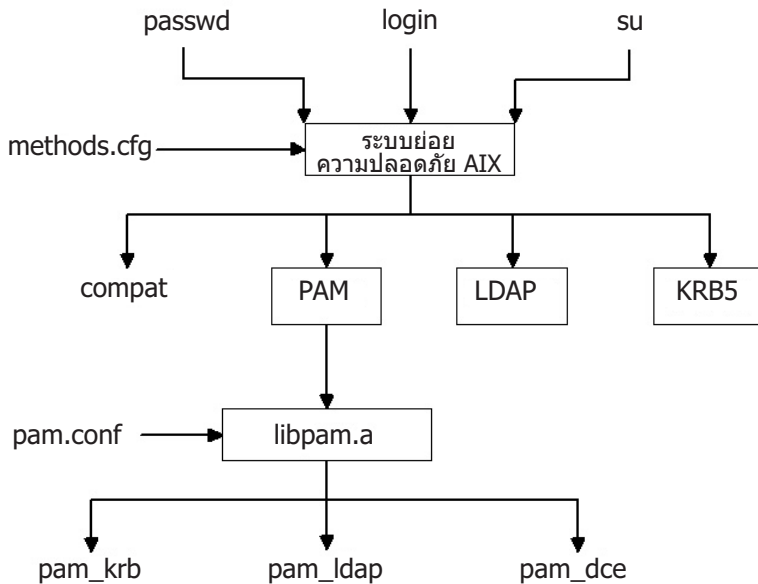 passwd
login
su
methods.cfg
ระบบย่อย
ความปลอดภัย AIX
compat
PAM
LDAP
KRB5
pam.conf
libpam.a
pam_krb
pam_ldap
pam_dce